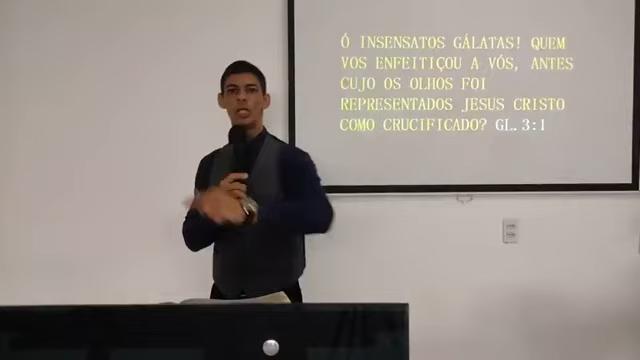 Ó INSENSATOS GÁLATAS! QUEM
VOS ENFEITIÇOU A VÓS, ANTES
CUJO OS OLHOS FOI
REPRESENTADOS JESUS CRISTO
COMO CRUCIFICADO? GL.3:1